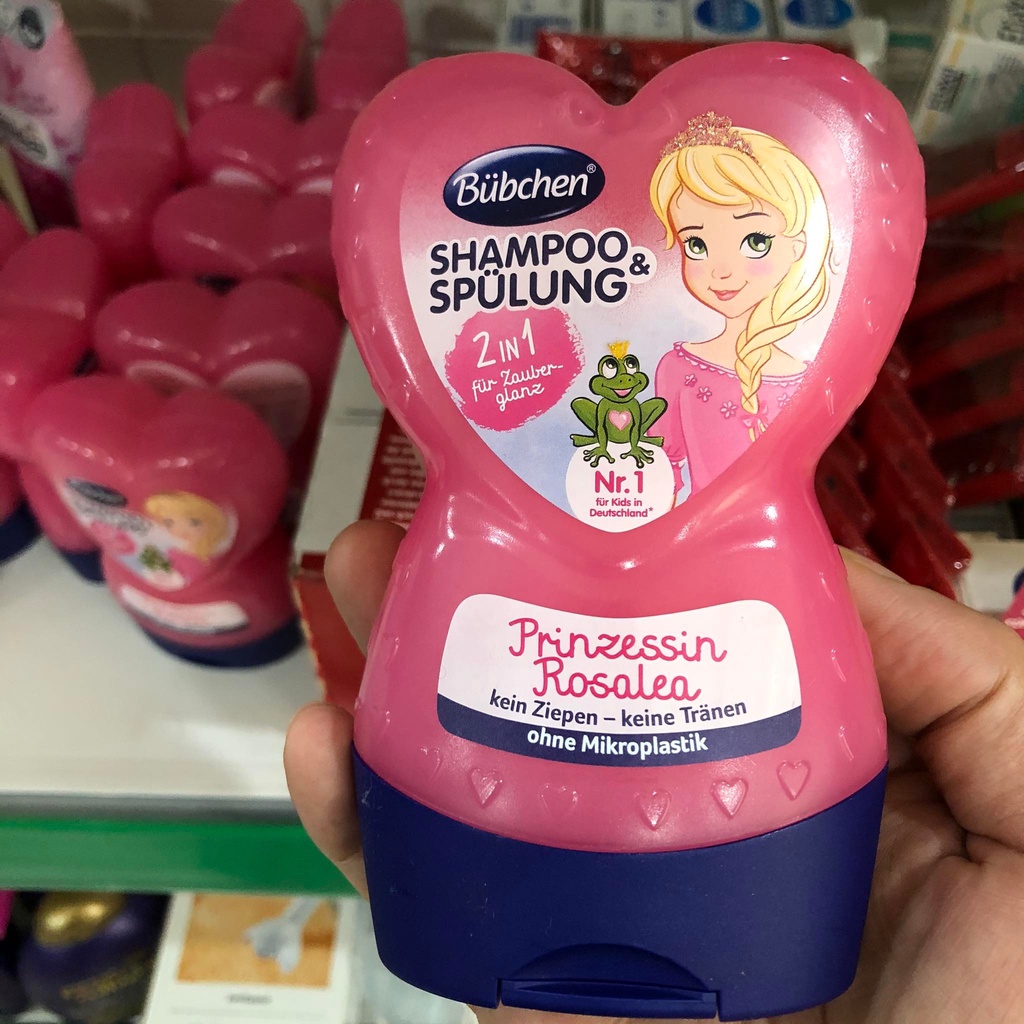 Bübchen®
SHAMPOO &
SPÜLUNG
2 IN 1
für Zauber-
glanz
Nr. 1
für Kids in
Deutschland*
Prinzessin
Rosalea
kein Ziepen – keine Tränen
ohne Mikroplastik